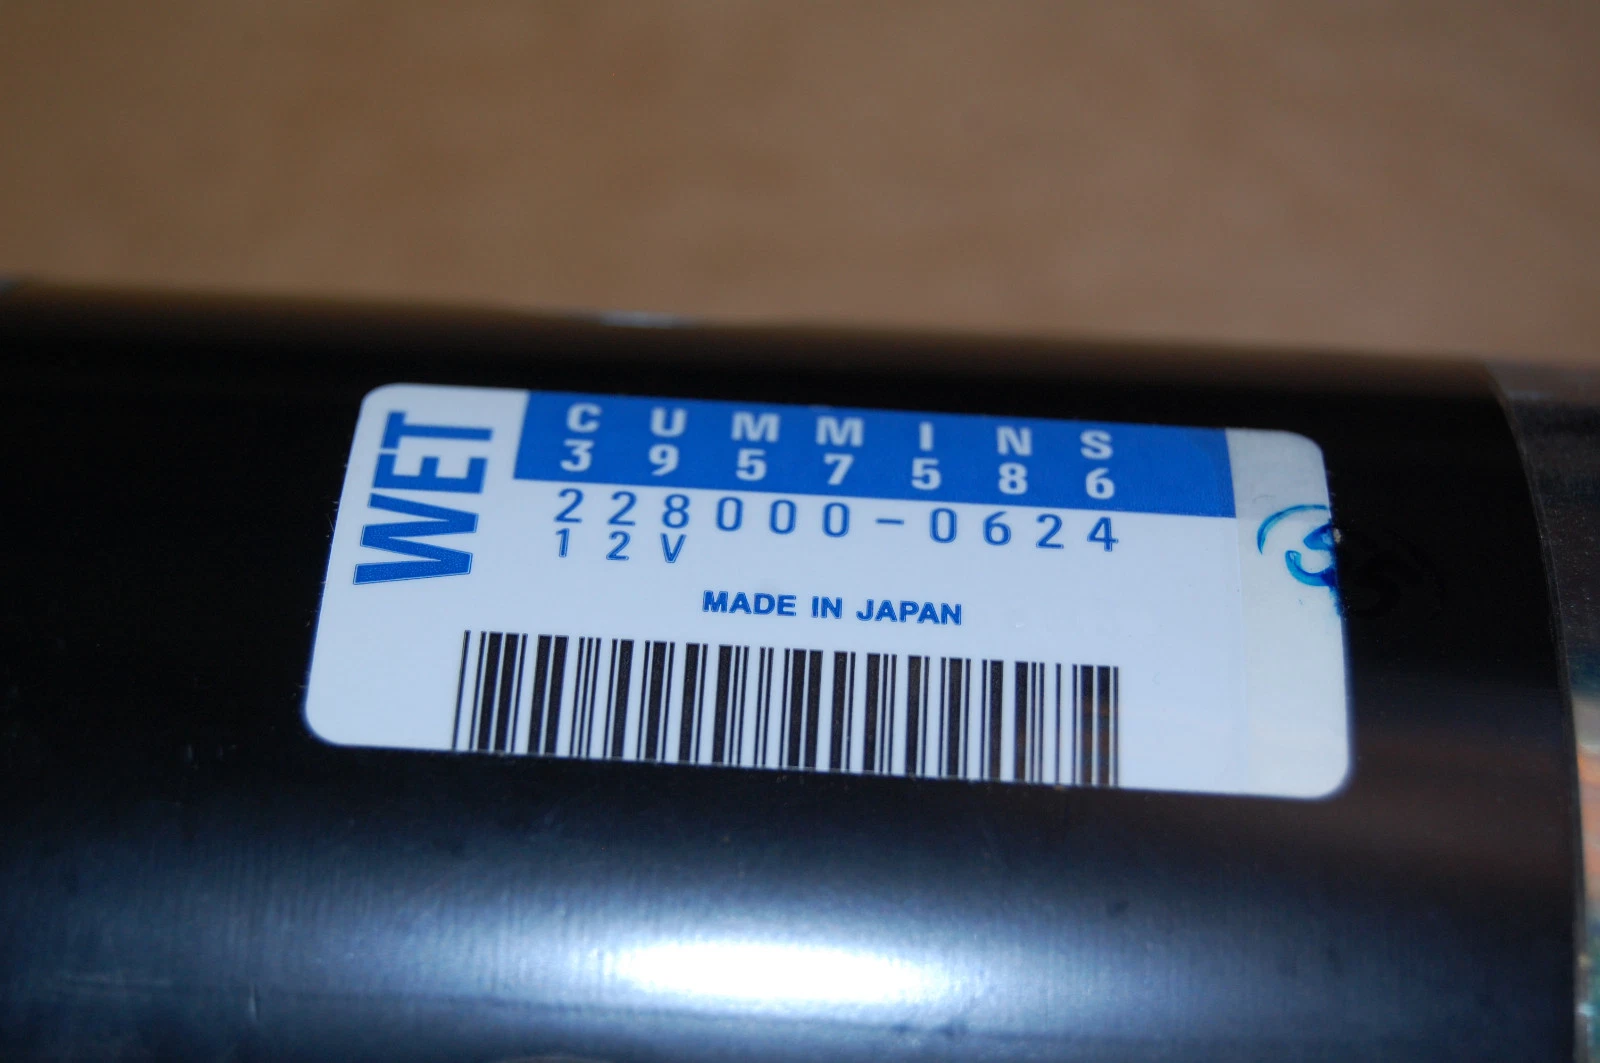 WET
CUMMINS
3957586
228000-0624
12V
MADE IN JAPAN